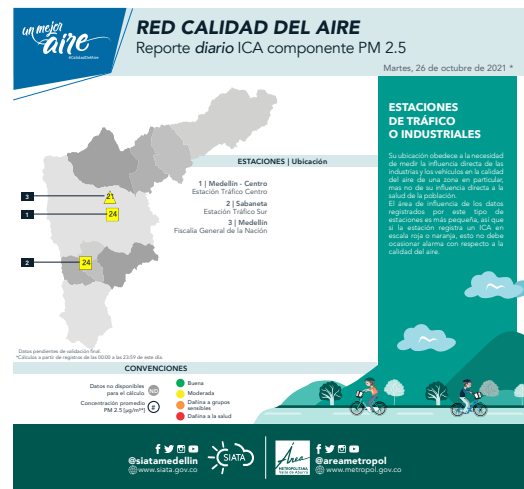 un mejor
aire
#CalidadDelAire
RED CALIDAD DEL AIRE
Reporte diario ICA componente PM 2.5
Martes, 26 de octubre de 2021 *
ESTACIONES | Ubicación
1 | Medellín - Centro
Estación Tráfico Centro
2 | Sabaneta
Estación Tráfico Sur
3 | Medellín
Fiscalía General de la Nación
3
21
1
24
2
24
ESTACIONES
DE TRÁFICO
O INDUSTRIALES
Su ubicación obedece a la necesidad
de medir la influencia directa de las
industrias y los vehículos en la calidad
del aire de una zona en particular,
mas no de su influencia directa a la
salud de la población.
El área de influencia de los datos
registrados por este tipo de
estaciones es más pequeña, así que
si la estación registra un ICA en
escala roja o naranja, esto no debe
ocasionar alarma con respecto a la
calidad del aire.
Datos pendientes de validación final.
*Cálculos a partir de registros de las 00:00 a las 23:59 de este día.
CONVENCIONES
Datos no disponibles
para el cálculo
ND
Concentración promedio
PM 2.5 [µg/m³]
#
Buena
Moderada
Dañina a grupos
sensibles
Dañina a la salud
@siatamedellin
www.siata.gov.co
SIATA
Área
METROPOLITANA
Valle de Aburrá
@areametropol
www.metropol.gov.co